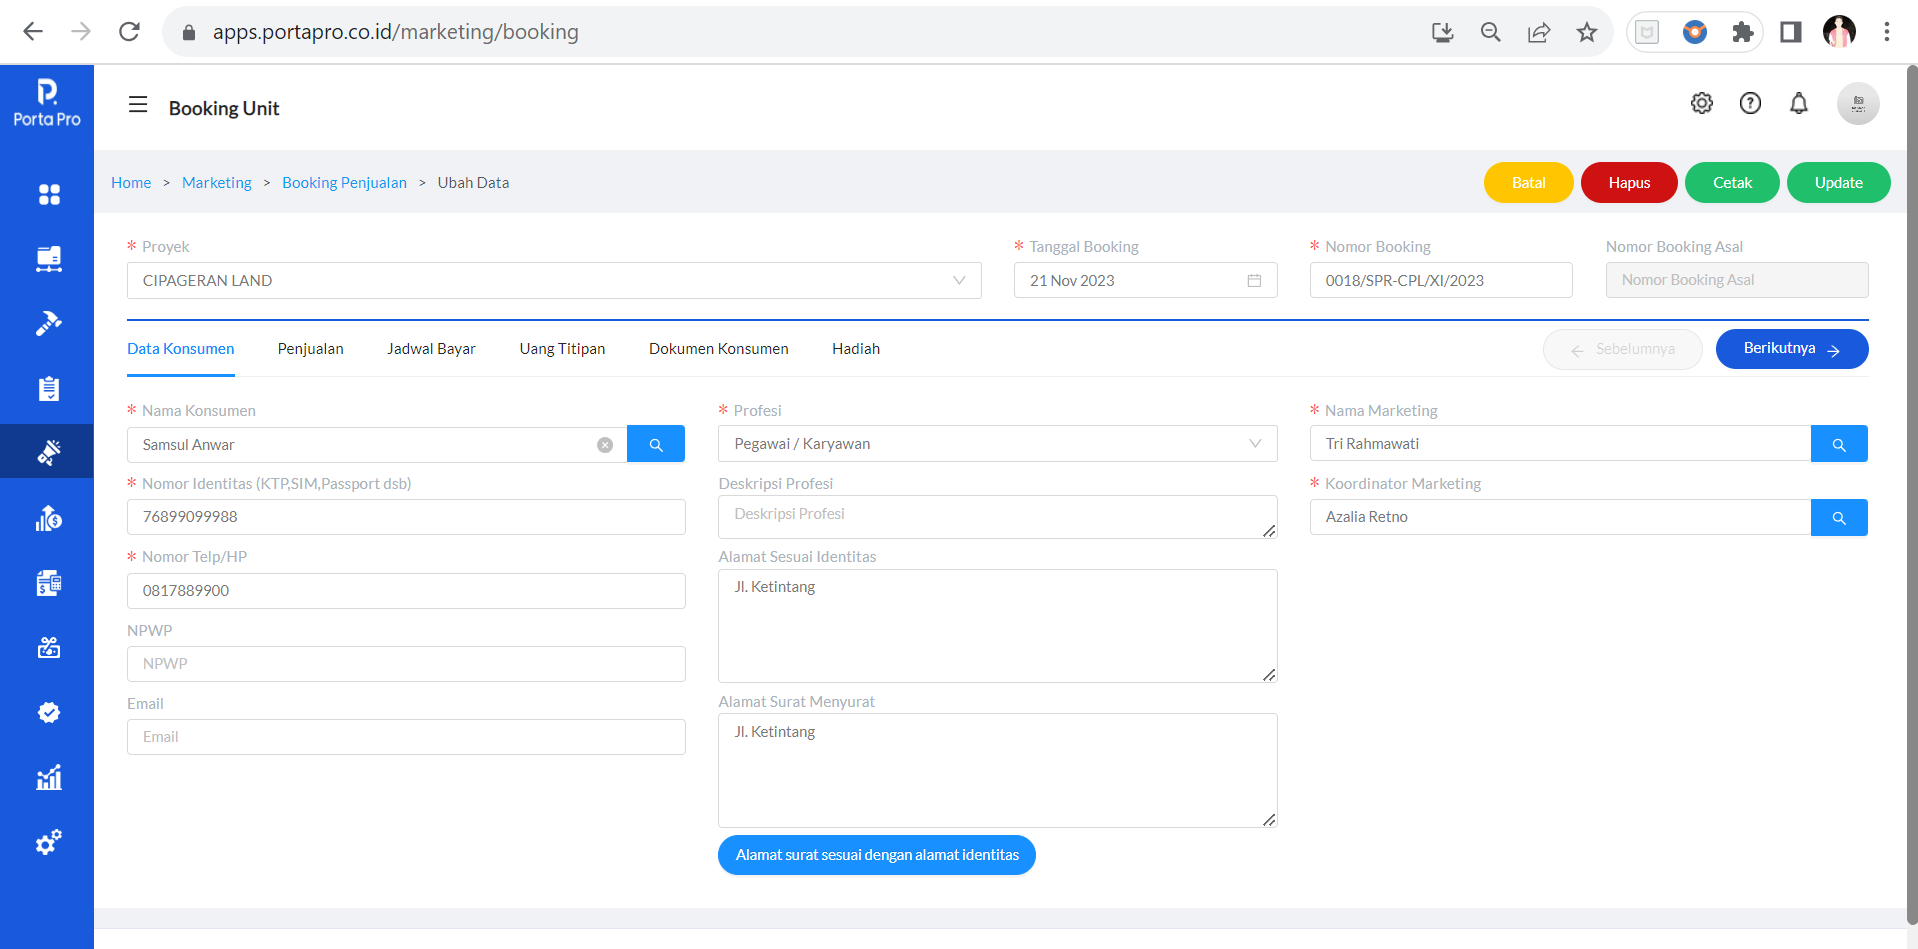 apps.portapro.co.id/marketing/booking
Porta Pro
Booking Unit
Home > Marketing > Booking Penjualan > Ubah Data
Batal
Hapus
Cetak
Update
* Proyek
CIPAGERAN LAND
* Tanggal Booking
21 Nov 2023
* Nomor Booking
0018/SPR-CPL/XI/2023
Nomor Booking Asal
Nomor Booking Asal
Data Konsumen
Penjualan
Jadwal Bayar
Uang Titipan
Dokumen Konsumen
Hadiah
Sebelumnya
Berikutnya
* Nama Konsumen
Samsul Anwar
* Nomor Identitas (KTP,SIM,Passport dsb)
76899099988
* Nomor Telp/HP
0817889900
NPWP
NPWP
Email
Email
* Profesi
Pegawai / Karyawan
Deskripsi Profesi
Deskripsi Profesi
Alamat Sesuai Identitas
Jl. Ketintang
Alamat Surat Menyurat
Jl. Ketintang
Alamat surat sesuai dengan alamat identitas
* Nama Marketing
Tri Rahmawati
* Koordinator Marketing
Azalia Retno